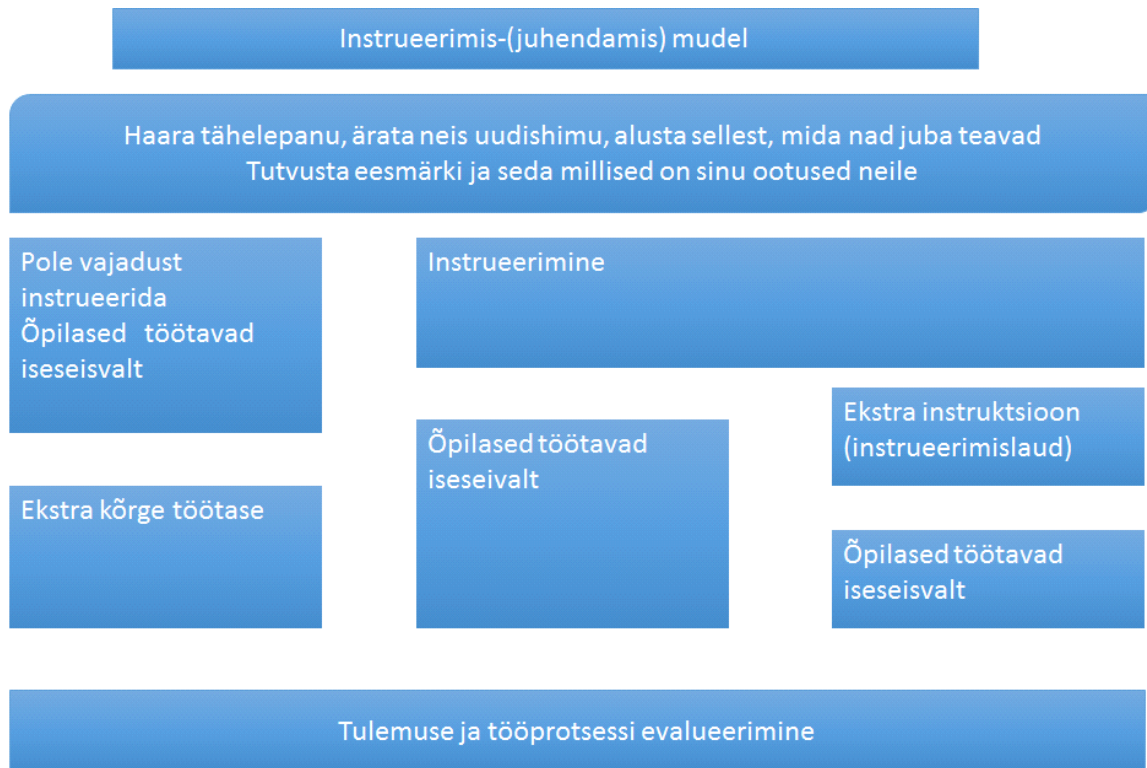 Instrueerimis-(juhendamis) mudel
Haara tähelepanu, ärata neis uudishimu, alusta sellest, mida nad juba teavad
Tutvusta eesmärki ja seda millised on sinu ootused neile
Pole vajadust
instrueerida
Õpilased töötavad
iseseisvalt
Instrueerimine
Ekstra instruktsioon
(instrueerimislaud)
Õpilased töötavad
iseseivalt
Ekstra kõrge töötase
Õpilased töötavad
iseseisvalt
Tulemuse ja tööprotsessi evalueerimine